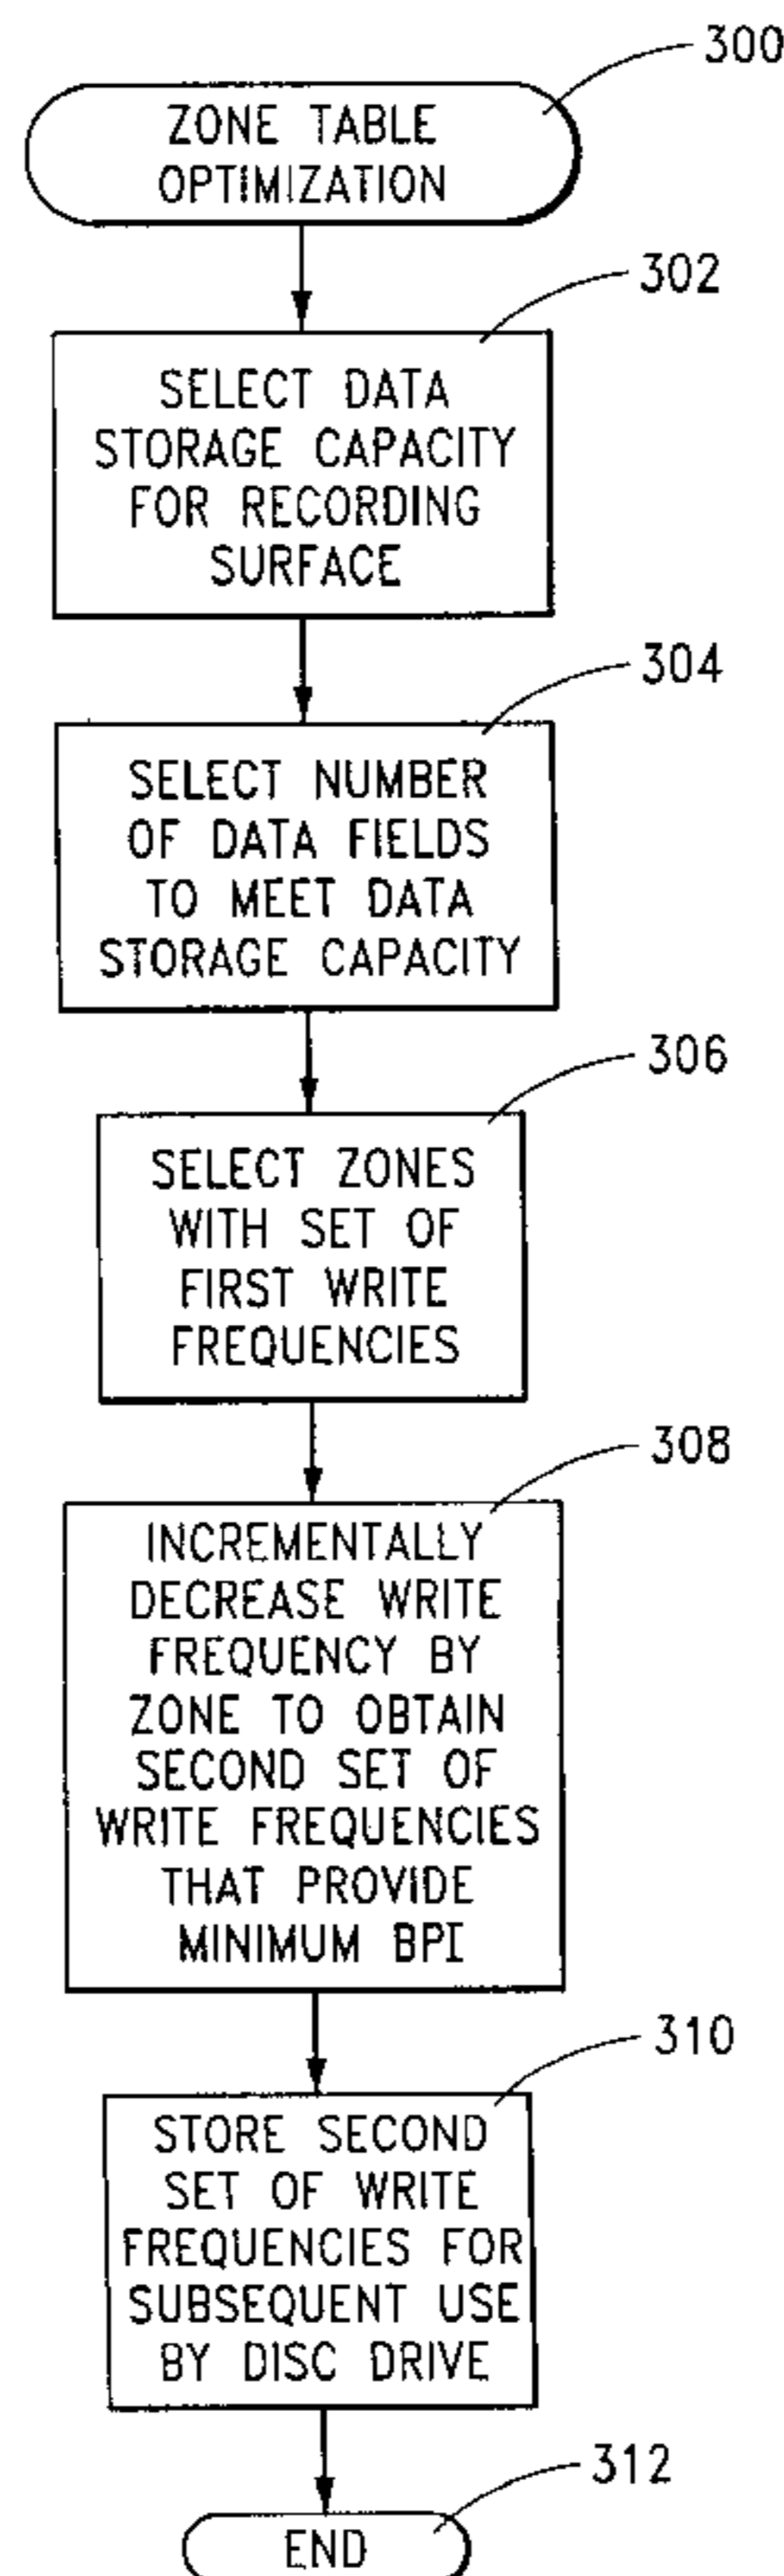 300
ZONE TABLE
OPTIMIZATION
302
SELECT DATA
STORAGE CAPACITY
FOR RECORDING
SURFACE
304
SELECT NUMBER
OF DATA FIELDS
TO MEET DATA
STORAGE CAPACITY
306
SELECT ZONES
WITH SET OF
FIRST WRITE
FREQUENCIES
308
INCREMENTALLY
DECREASE WRITE
FREQUENCY BY
ZONE TO OBTAIN
SECOND SET OF
WRITE FREQUENCIES
THAT PROVIDE
MINIMUM BPI
310
STORE SECOND
SET OF WRITE
FREQUENCIES FOR
SUBSEQUENT USE
BY DISC DRIVE
312
END